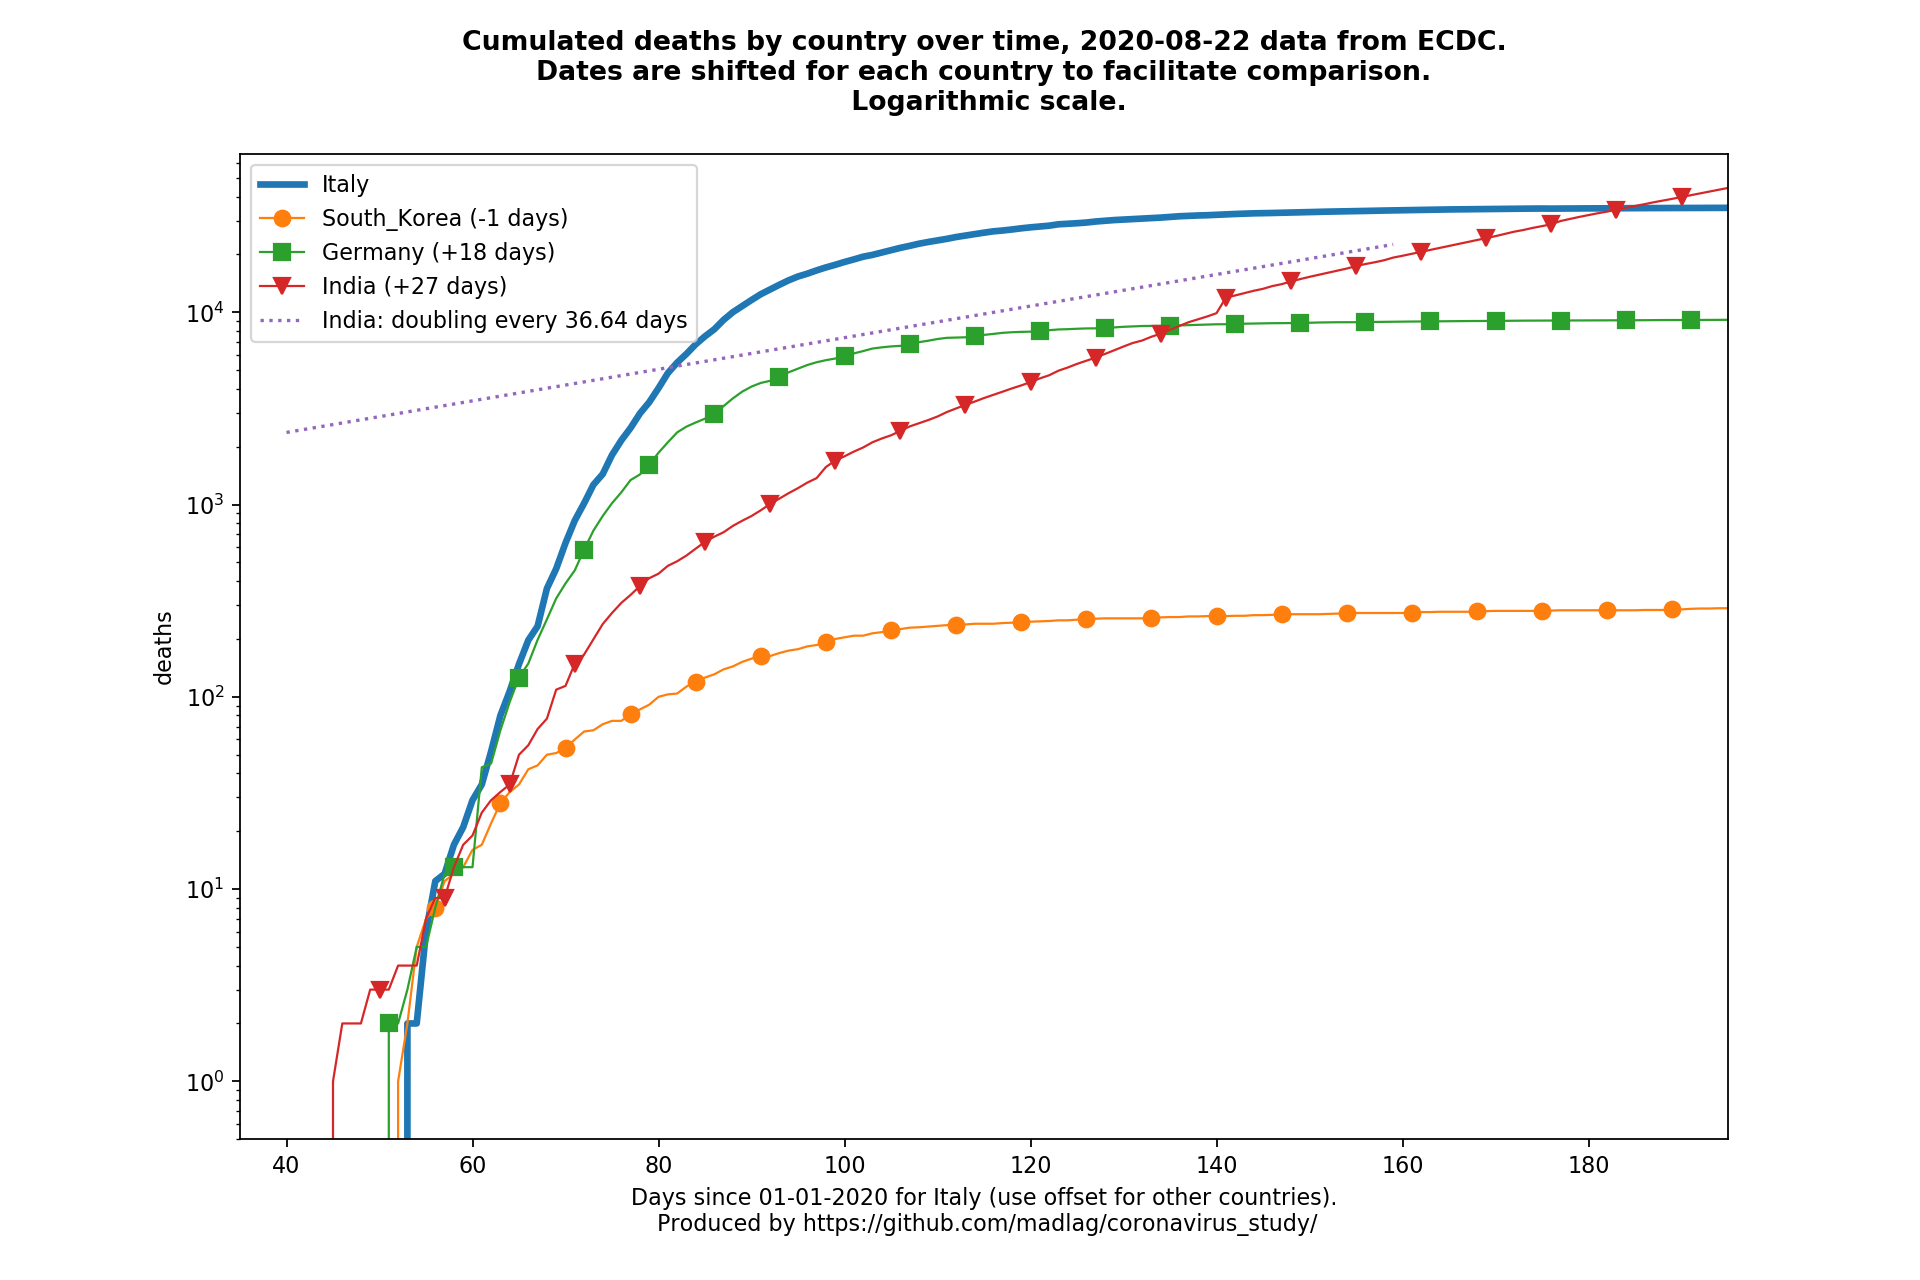 Cumulated deaths by country over time, 2020-08-22 data from ECDC.
Dates are shifted for each country to facilitate comparison.
Logarithmic scale.
Italy
South_Korea (-1 days)
Germany (+18 days)
India (+27 days)
India: doubling every 36.64 days
10⁴
10³
10²
10¹
10⁰
deaths
40 60 80 100 120 140 160 180
Days since 01-01-2020 for Italy (use offset for other countries).
Produced by https://github.com/madlag/coronavirus_study/